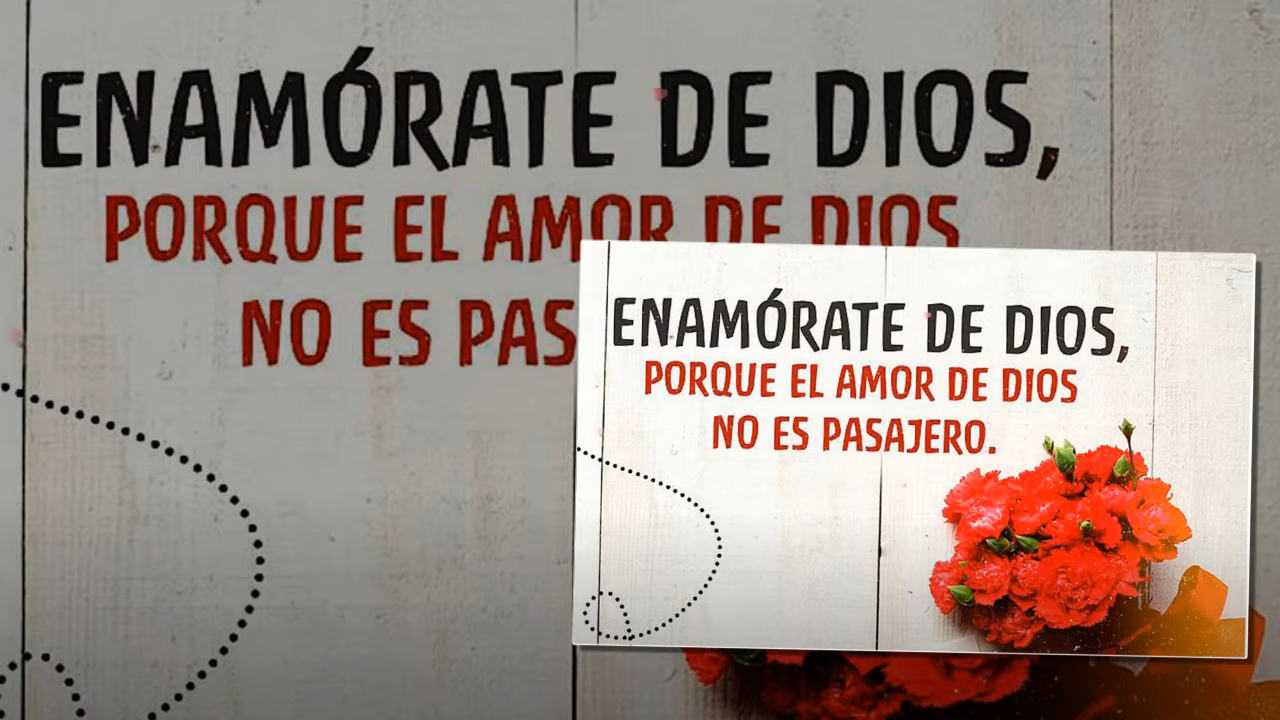 ENAMÓRATE DE DIOS,
PORQUE EL AMOR DE DIOS
NO ES PAS
ENAMÓRATE DE DIOS,
PORQUE EL AMOR DE DIOS
NO ES PASAJERO.